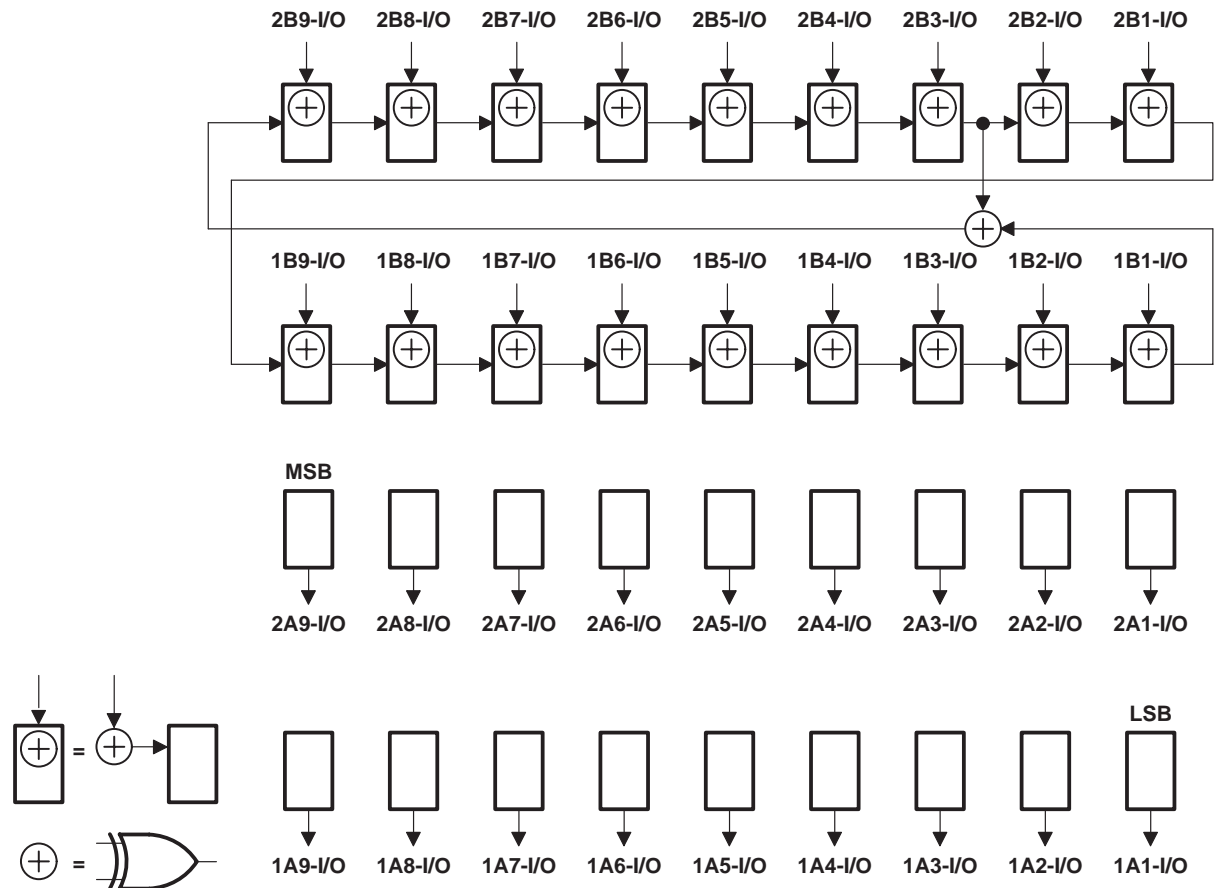 2B9-I/O 2B8-I/O 2B7-I/O 2B6-I/O 2B5-I/O 2B4-I/O 2B3-I/O 2B2-I/O 2B1-I/O
1B9-I/O 1B8-I/O 1B7-I/O 1B6-I/O 1B5-I/O 1B4-I/O 1B3-I/O 1B2-I/O 1B1-I/O
MSB
2A9-I/O 2A8-I/O 2A7-I/O 2A6-I/O 2A5-I/O 2A4-I/O 2A3-I/O 2A2-I/O 2A1-I/O
LSB
=
=
1A9-I/O 1A8-I/O 1A7-I/O 1A6-I/O 1A5-I/O 1A4-I/O 1A3-I/O 1A2-I/O 1A1-I/O